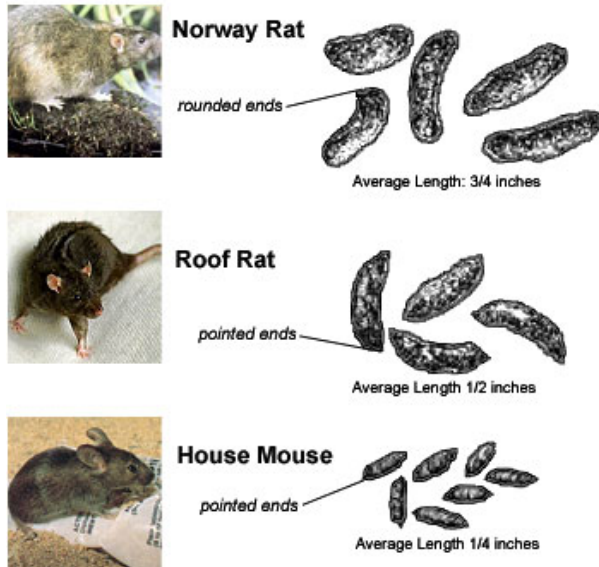 Norway Rat
rounded ends
Average Length: 3/4 inches
Roof Rat
pointed ends
Average Length 1/2 inches
House Mouse
pointed ends
Average Length 1/4 inches